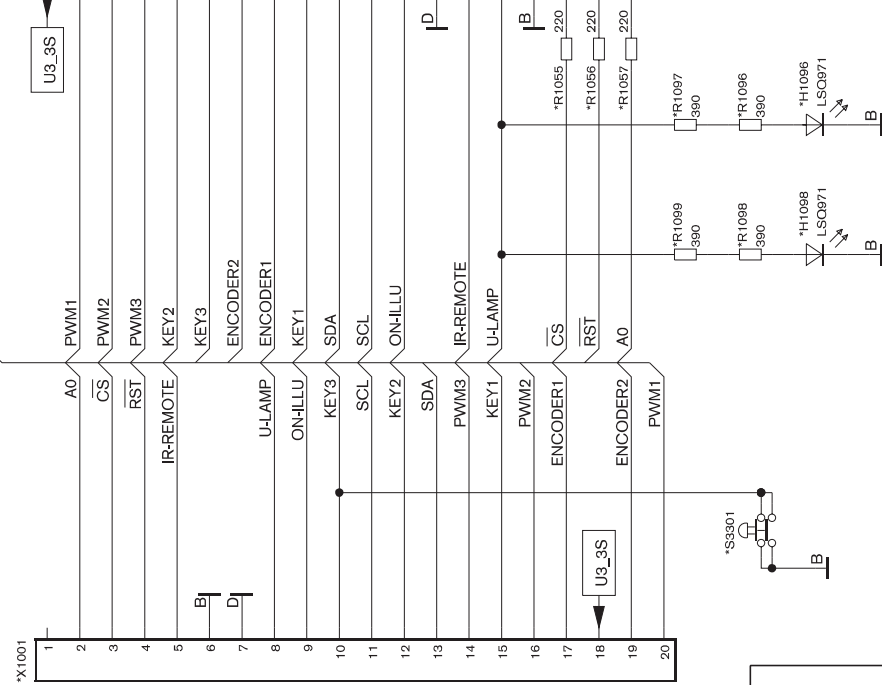 U3_3S
D
B
*R1055 220
*R1056 220
*R1057 220
*R1097
390
*R1096
390
*H1096
LSQ971
B
*R1099
390
*R1098
390
*H1098
LSQ971
B
PWM1
PWM2
PWM3
KEY2
KEY3
ENCODER2
ENCODER1
KEY1
SDA
SCL
ON-ILLU
IR-REMOTE
U-LAMP
CS
RST
A0
A0
CS
RST
IR-REMOTE
U-LAMP
ON-ILLU
KEY3
SCL
KEY2
SDA
PWM3
KEY1
PWM2
ENCODER1
ENCODER2
PWM1
*S3301
B
B
D
U3_3S
*X1001
1
2
3
4
5
6
7
8
9
10
11
12
13
14
15
16
17
18
19
20